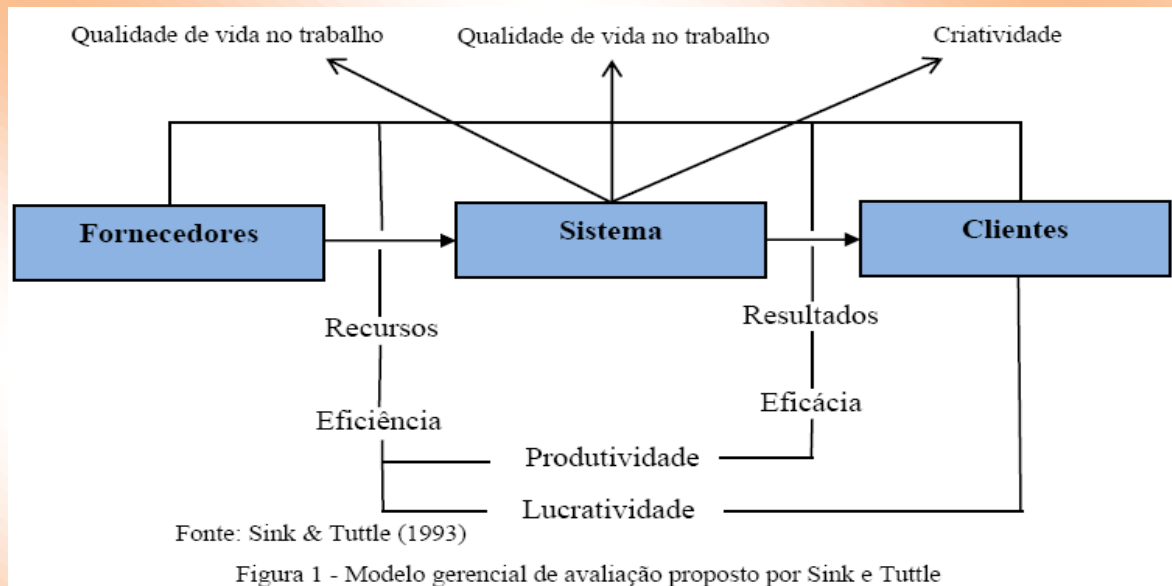 Qualidade de vida no trabalho
Qualidade de vida no trabalho
Criatividade
Fornecedores
Sistema
Clientes
Recursos
Resultados
Eficiência
Eficácia
Produtividade
Lucratividade
Fonte: Sink & Tuttle (1993)
Figura 1 - Modelo gerencial de avaliação proposto por Sink e Tuttle